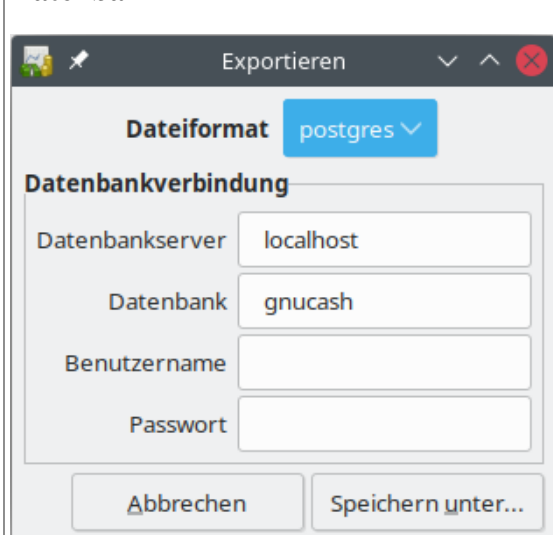 Exportieren
Dateiformat postgres
Datenbankverbindung
Datenbankserver localhost
Datenbank gnucash
Benutzername
Passwort
Abbrechen Speichern unter...